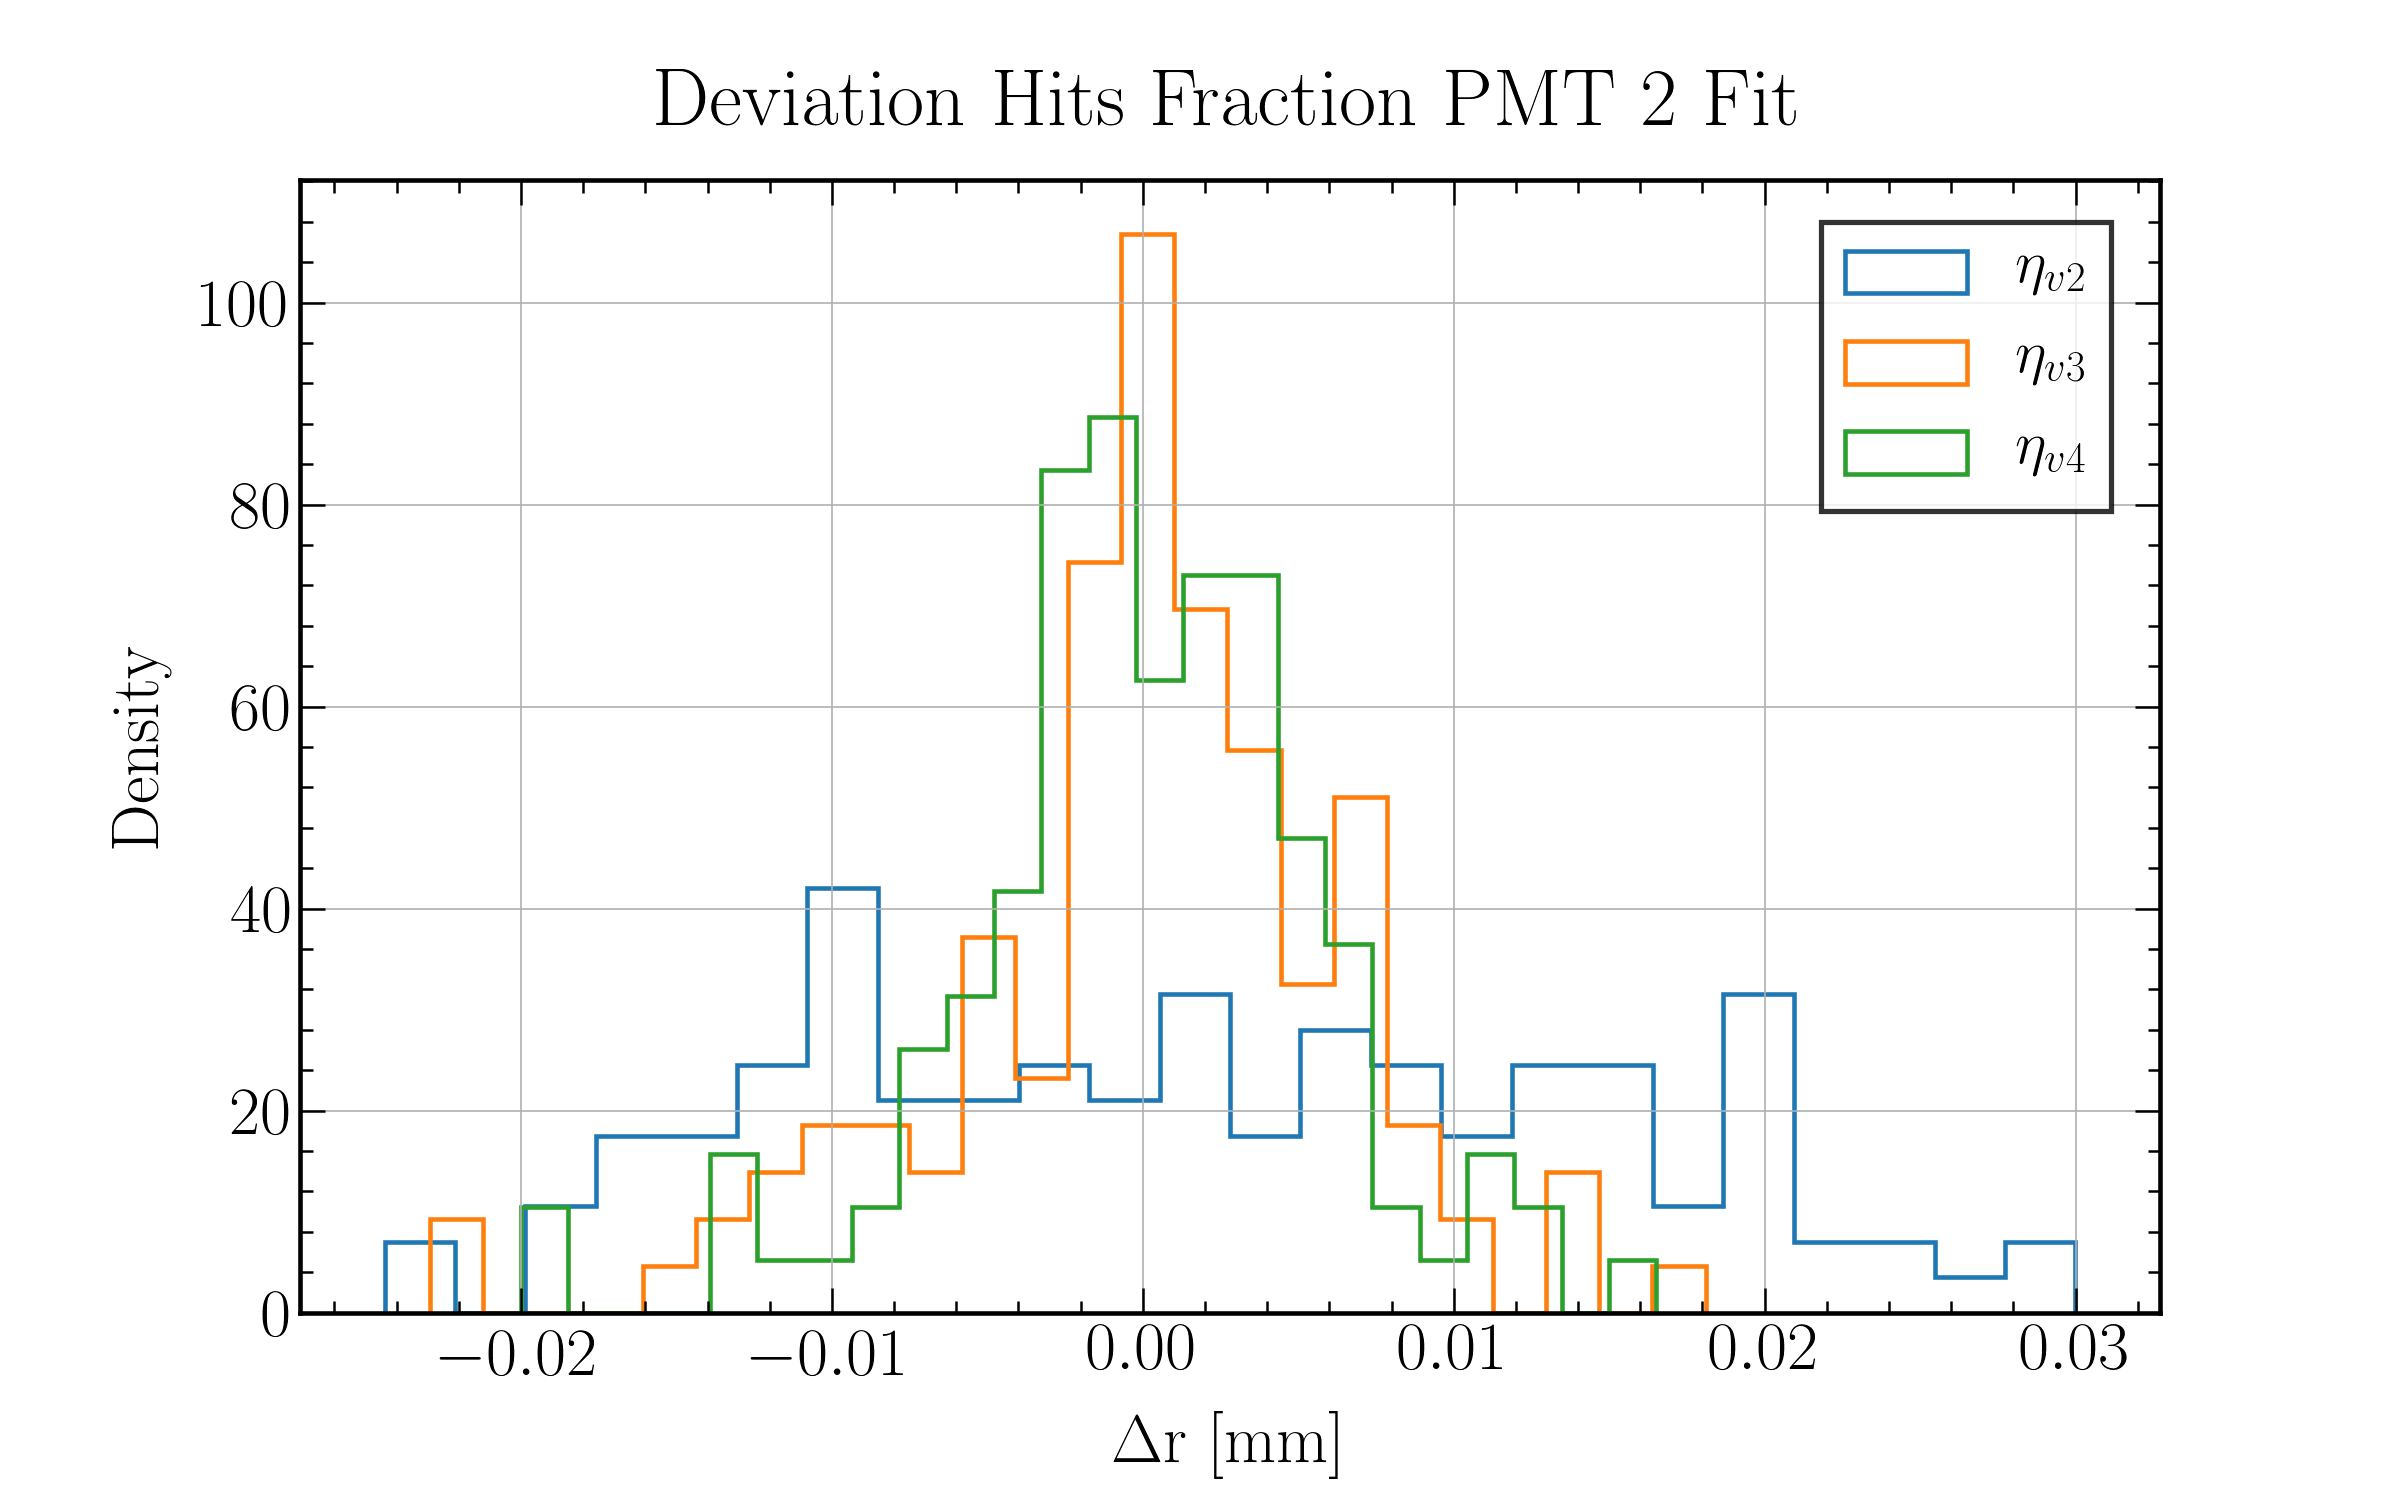 Deviation Hits Fraction PMT 2 Fit
Density
100
80
60
40
20
0
−0.02 −0.01 0.00 0.01 0.02 0.03
Δr [mm]
η_{v2}
η_{v3}
η_{v4}